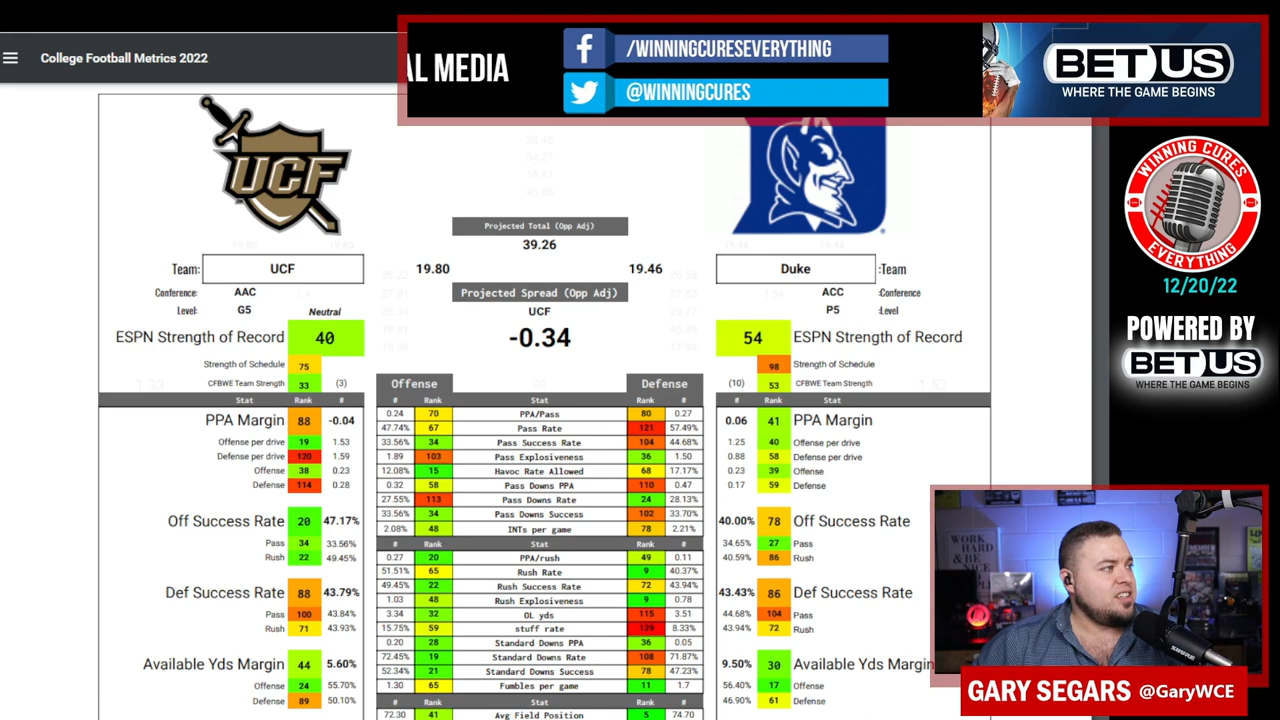 College Football Metrics 2022
AL MEDIA
/WINNINGCURESEVERYTHING
@WINNINGCURES
BETUS
WHERE THE GAME BEGINS
WINNING CURES
EVERYTHING
12/20/22
POWERED BY
BETUS
WHERE THE GAME BEGINS
UCF
Projected Total (Opp Adj)
39.26
Team: UCF 19.80 19.46 Duke :Team
Conference: AAC Projected Spread (Opp Adj) ACC :Conference
Level: G5 Neutral UCF P5 :Level
ESPN Strength of Record 40 -0.34 54 ESPN Strength of Record
Strength of Schedule 75 98 Strength of Schedule
CFBWE Team Strength 33 (3) Offense Defense (10) 53 CFBWE Team Strength
Stat Rank # # Rank Stat Rank # # Rank Stat
PPA Margin 88 -0.04 0.06 41 PPA Margin
Offense per drive 19 1.53 1.25 40 Offense per drive
Defense per drive 120 1.59 0.88 58 Defense per drive
Offense 38 0.23 0.23 39 Offense
Defense 114 0.28 0.17 59 Defense
Off Success Rate 20 47.17% 40.00% 78 Off Success Rate
Pass 34 33.56% 34.65% 27 Pass
Rush 22 49.45% 40.59% 86 Rush
Def Success Rate 88 43.79% 43.43% 86 Def Success Rate
Pass 100 43.84% 44.68% 104 Pass
Rush 71 43.93% 43.94% 72 Rush
Available Yds Margin 44 5.60% 9.50% 30 Available Yds Margin
Offense 24 55.70% 56.40% 17 Offense
Defense 89 50.10% 46.90% 61 Defense
0.24 70 PPA/Pass 80 0.27
47.74% 67 Pass Rate 121 57.49%
33.56% 34 Pass Success Rate 104 44.68%
1.89 103 Pass Explosiveness 36 1.50
12.08% 15 Havoc Rate Allowed 68 17.17%
0.32 58 Pass Downs PPA 110 0.47
27.55% 113 Pass Downs Rate 24 28.13%
33.56% 34 Pass Downs Success 102 33.70%
2.08% 48 INTs per game 78 2.21%
# Rank Stat Rank #
0.27 20 PPA/rush 49 0.11
51.51% 65 Rush Rate 9 40.37%
49.45% 22 Rush Success Rate 72 43.94%
1.03 48 Rush Explosiveness 9 0.78
3.34 32 OL yds 115 3.51
15.75% 59 stuff rate 129 8.33%
0.20 28 Standard Downs PPA 36 0.05
72.45% 19 Standard Downs Rate 108 71.87%
52.34% 21 Standard Downs Success 78 47.23%
1.30 65 Fumbles per game 11 1.7
# Rank Stat Rank #
72.30 41 Avg Field Position 5 74.70
WORK
HARD &
SHURE
GARY SEGARS @GaryWCE